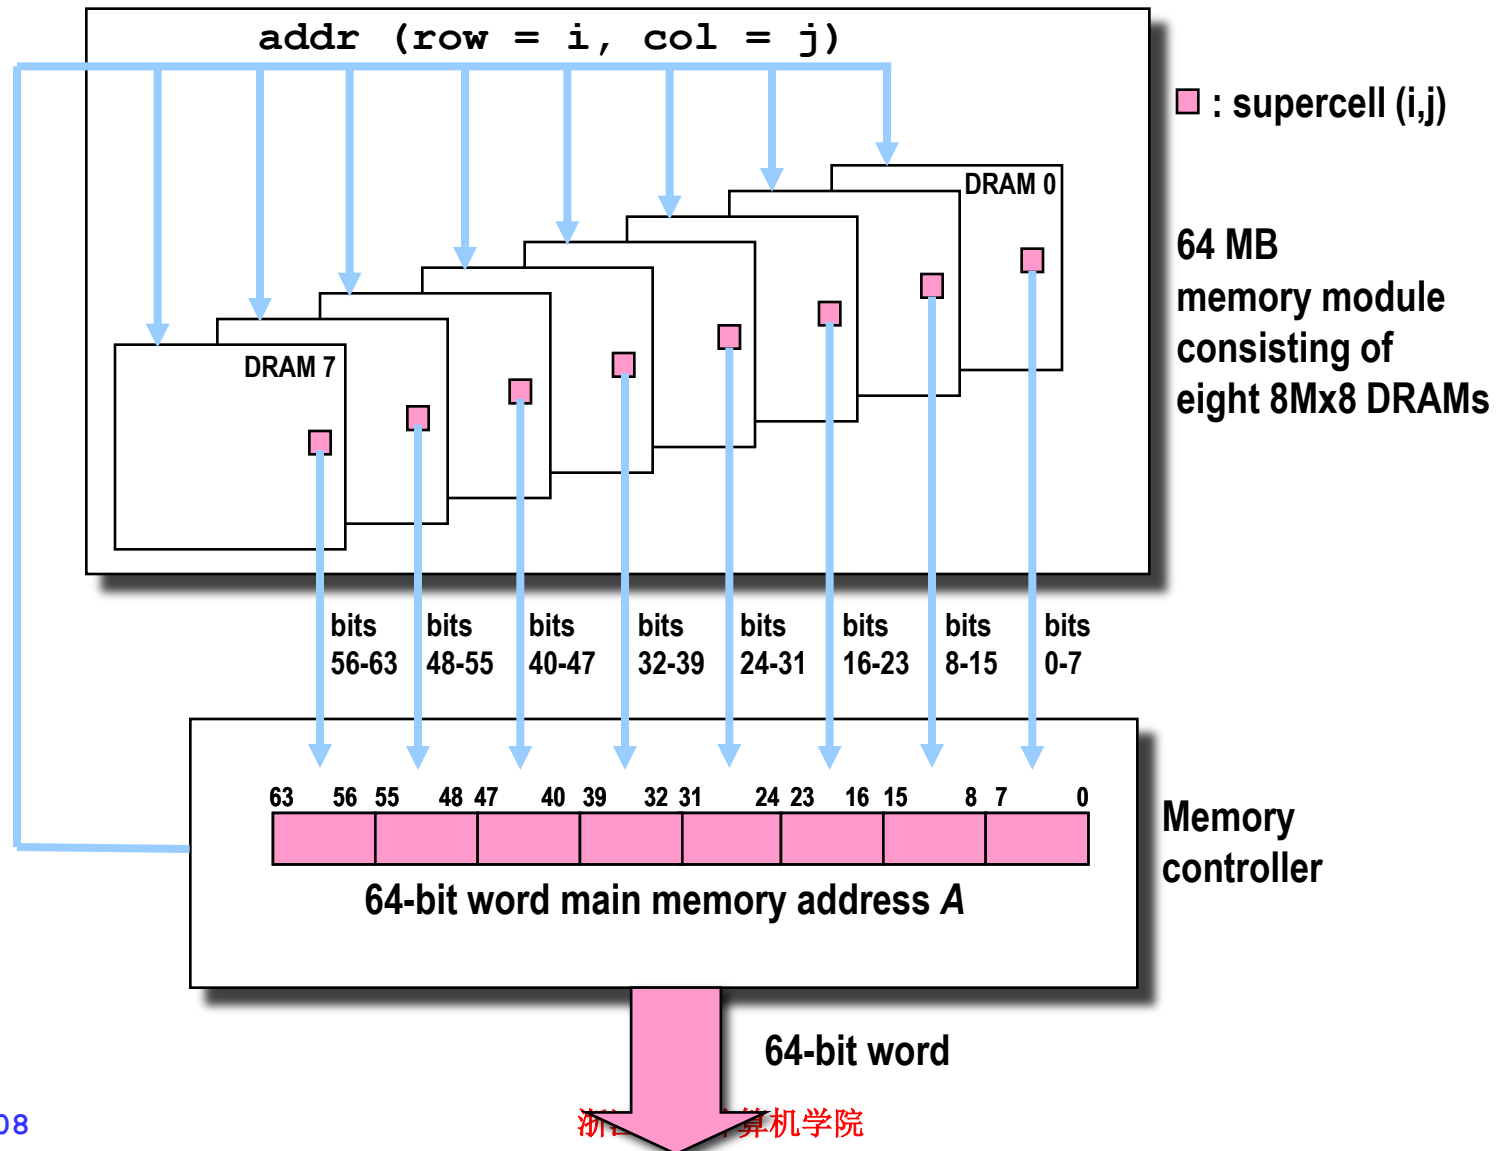 addr (row = i, col = j)
: supercell (i,j)
DRAM 0
64 MB
memory module
consisting of
eight 8Mx8 DRAMs
DRAM 7
bits
56-63
bits
48-55
bits
40-47
bits
32-39
bits
24-31
bits
16-23
bits
8-15
bits
0-7
63 56 55 48 47 40 39 32 31 24 23 16 15 8 7 0
Memory
controller
64-bit word main memory address A
64-bit word
08
算机学院